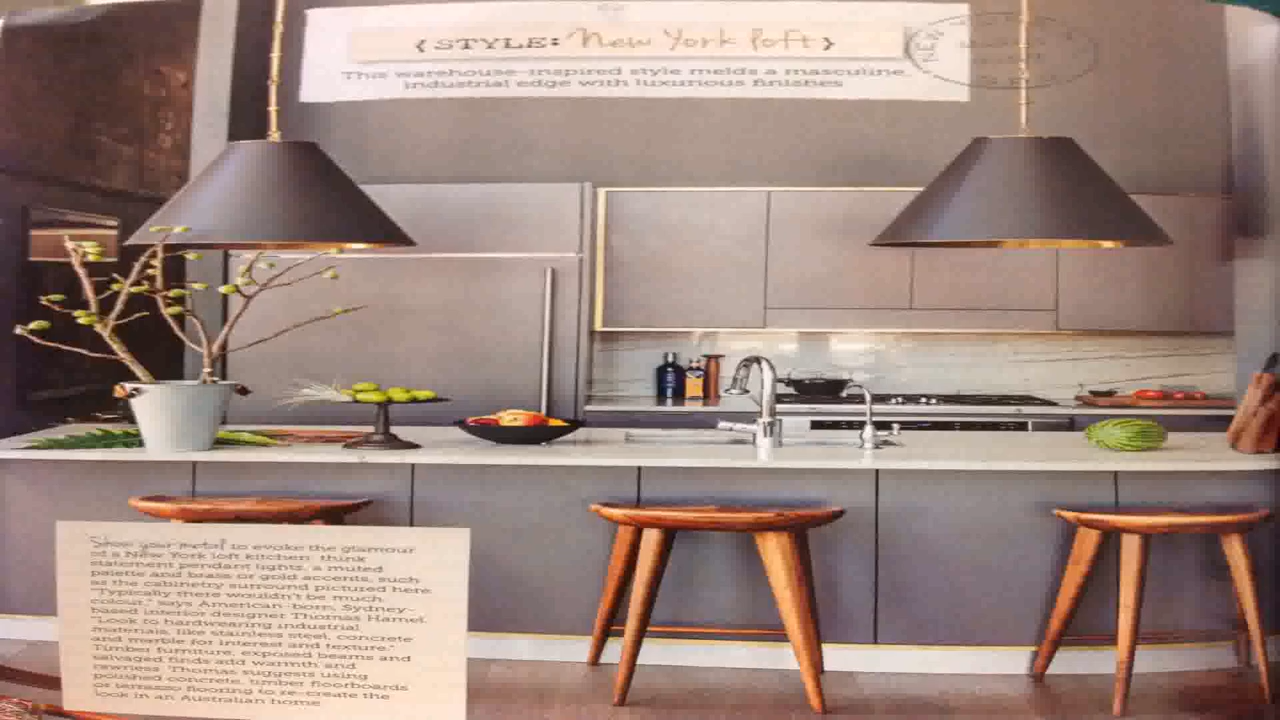 {STYLE: New York loft}
This warehouse-inspired style melds a masculine,
industrial edge with luxurious finishes
NEW
Show your metal to evoke the glamour
of a New York loft kitchen: think
statement pendant lights, a muted
palette and brass or gold accents, such
as the cabinetry surround pictured here.
"Typically there wouldn't be much
colour," says American-born, Sydney-
based interior designer Thomas Hamel.
"Look to hardwearing industrial
materials, like stainless steel, concrete
and marble for interest and texture."
Timber furniture, exposed beams and
salvaged finds add warmth and
rawness. Thomas suggests using
polished concrete, timber floorboards
or terrazzo flooring to re-create the
look in an Australian home.